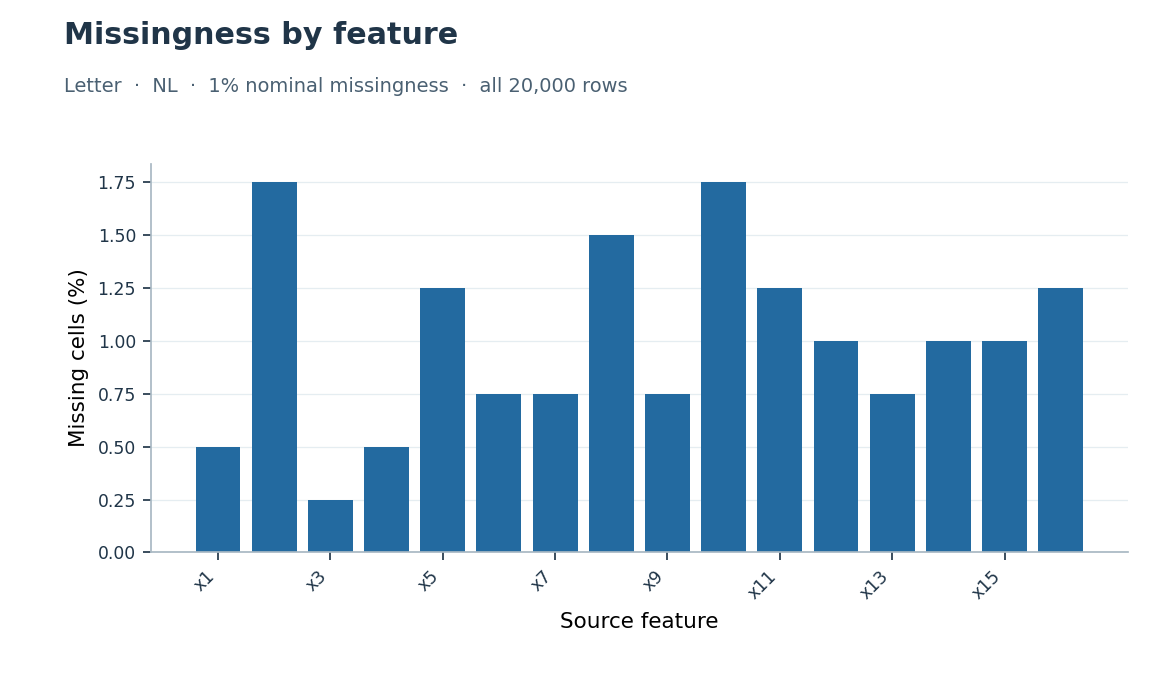 Missingness by feature
Letter · NL · 1% nominal missingness · all 20,000 rows
Missing cells (%)
1.75
1.50
1.25
1.00
0.75
0.50
0.25
0.00
x1 x3 x5 x7 x9 x11 x13 x15
Source feature